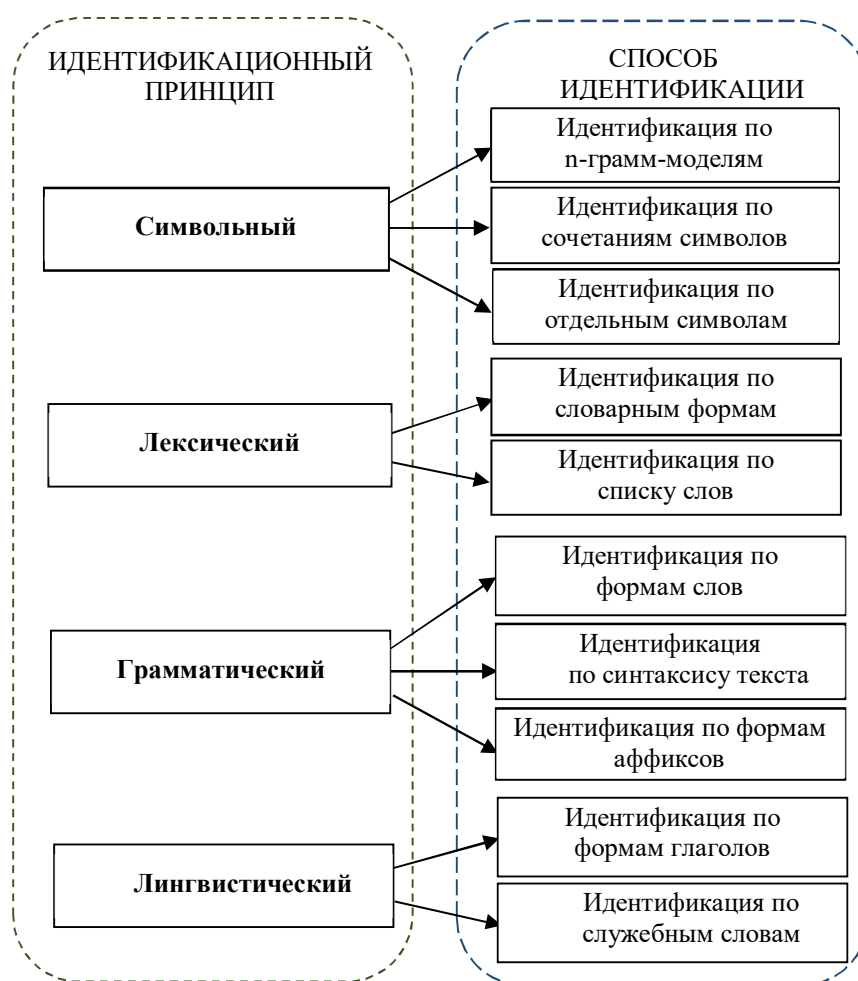 ИДЕНТИФИКАЦИОННЫЙ
ПРИНЦИП
СПОСОБ
ИДЕНТИФИКАЦИИ
Символьный
Идентификация по
n-грамм-моделям
Идентификация по
сочетаниям символов
Идентификация по
отдельным символам
Лексический
Идентификация по
словарным формам
Идентификация по
списку слов
Грамматический
Идентификация по
формам слов
Идентификация
по синтаксису текста
Идентификация по формам
аффиксов
Лингвистический
Идентификация по
формам глаголов
Идентификация по
служебным словам